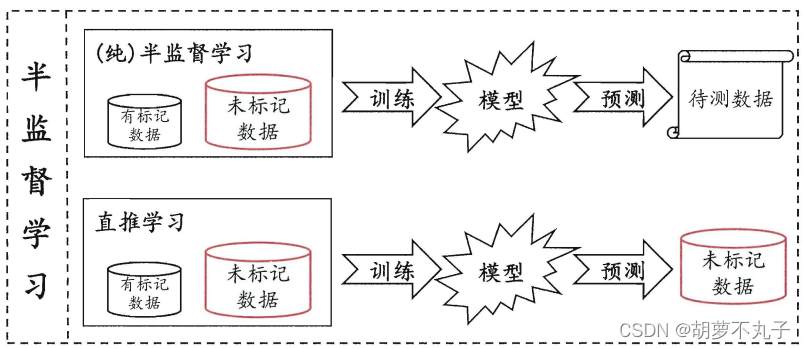 半监督学习
(纯)半监督学习
有标记
数据
未标记
数据
训练
模型
预测
待测数据
直推学习
有标记
数据
未标记
数据
训练
模型
预测
未标记
数据
CSDN @胡萝不丸子